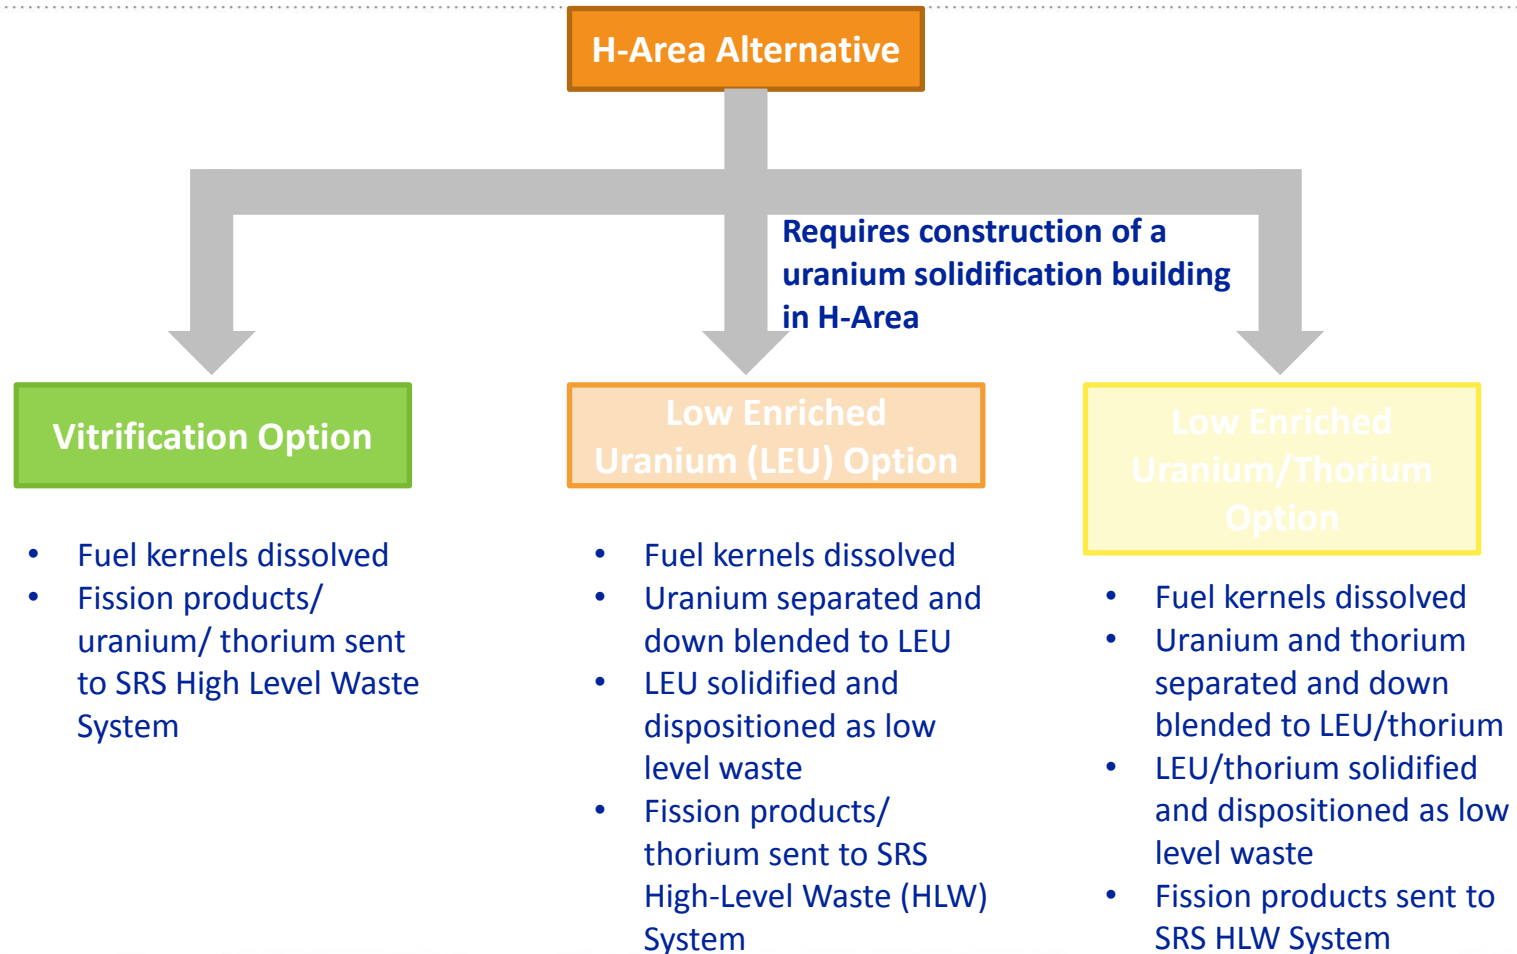 H-Area Alternative
Requires construction of a
uranium solidification building
in H-Area
Vitrification Option
• Fuel kernels dissolved
• Fission products/
uranium/ thorium sent
to SRS High Level Waste
System
Low Enriched
Uranium (LEU) Option
• Fuel kernels dissolved
• Uranium separated and
down blended to LEU
• LEU solidified and
dispositioned as low
level waste
• Fission products/
thorium sent to SRS
High-Level Waste (HLW)
System
Low Enriched
Uranium/Thorium
Option
• Fuel kernels dissolved
• Uranium and thorium
separated and down
blended to LEU/thorium
• LEU/thorium solidified
and dispositioned as low
level waste
• Fission products sent to
SRS HLW System